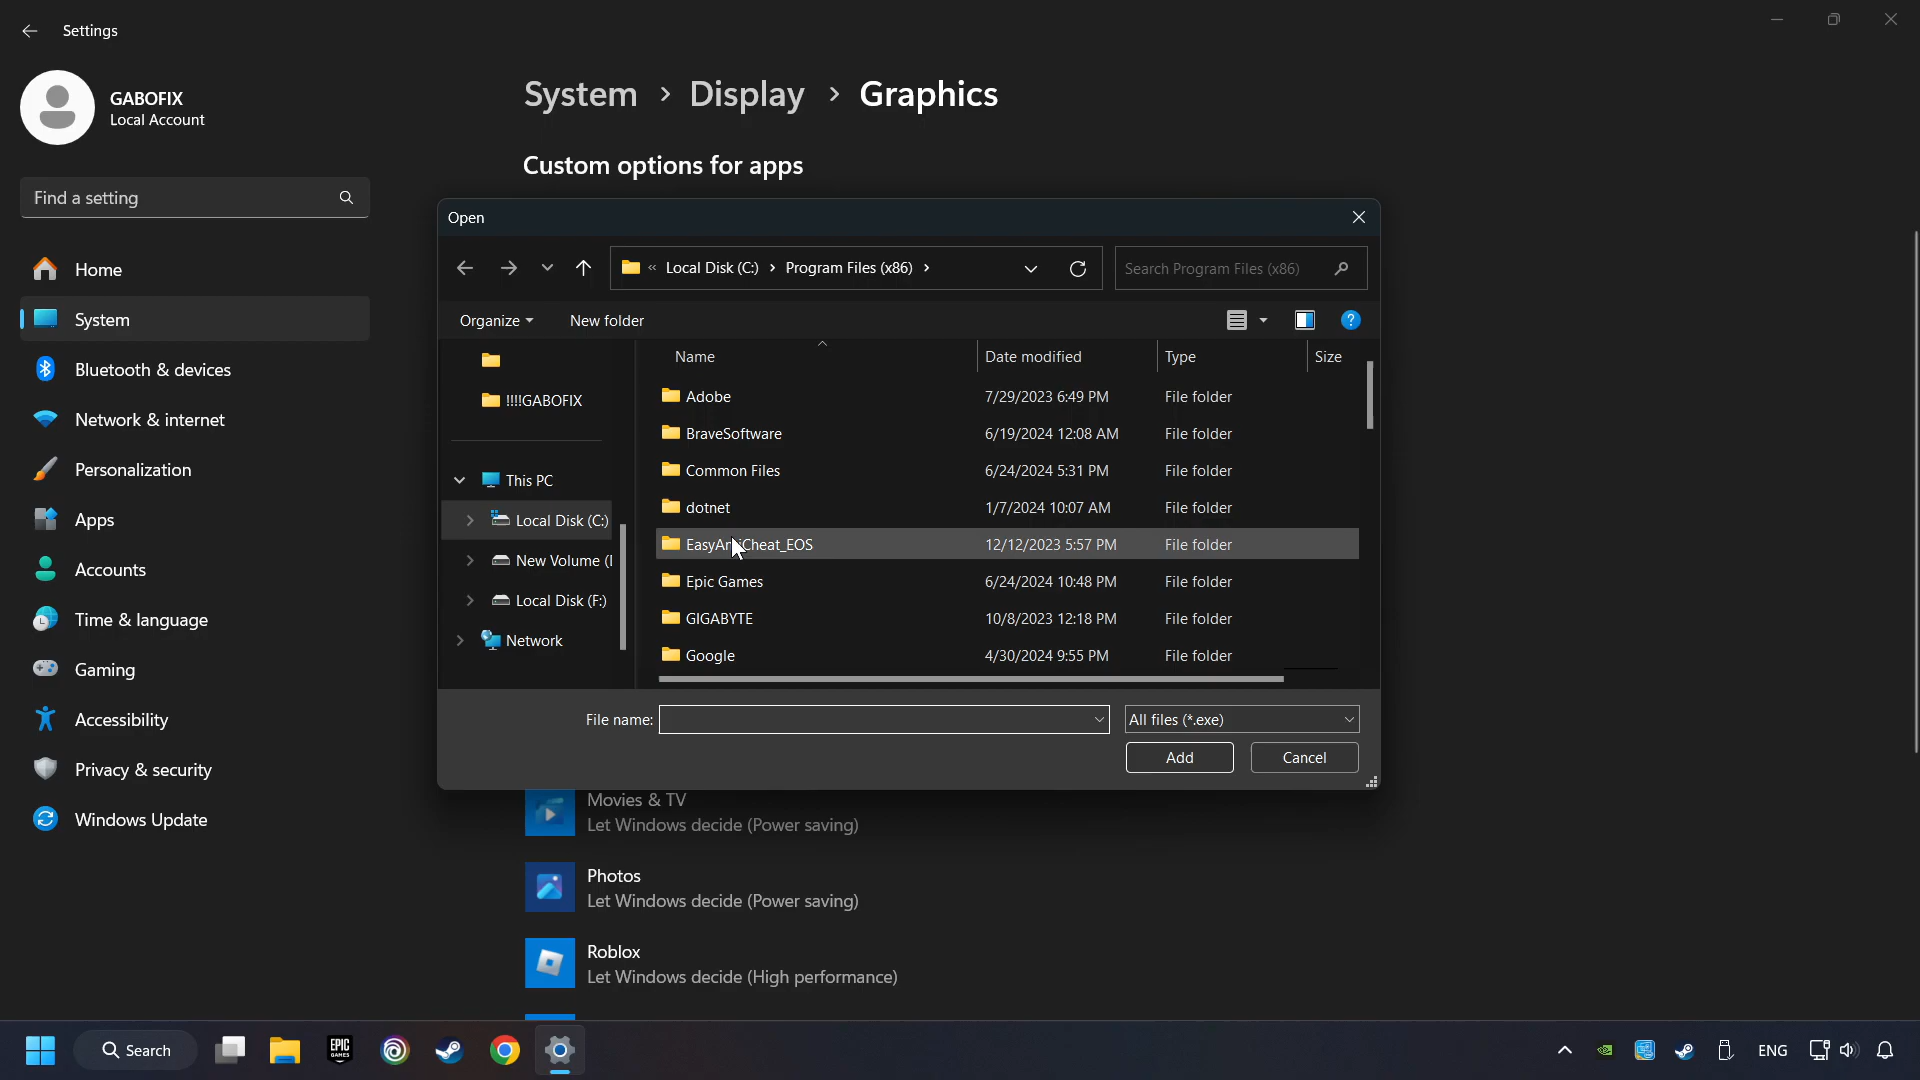 Settings
GABOFIX
Local Account
Find a setting
Home
System
Bluetooth & devices
Network & internet
Personalization
Apps
Accounts
Time & language
Gaming
Accessibility
Privacy & security
Windows Update
System > Display > Graphics
Custom options for apps
Open
« Local Disk (C:) > Program Files (x86) >
Search Program Files (x86)
Organize
New folder
!!!!GABOFIX
This PC
Local Disk (C:)
New Volume (
Local Disk (F:)
Network
Name Date modified Type Size
Adobe 7/29/2023 6:49 PM File folder
BraveSoftware 6/19/2024 12:08 AM File folder
Common Files 6/24/2024 5:31 PM File folder
dotnet 1/7/2024 10:07 AM File folder
EasyAntiCheat_EOS 12/12/2023 5:57 PM File folder
Epic Games 6/24/2024 10:48 PM File folder
GIGABYTE 10/8/2023 12:18 PM File folder
Google 4/30/2024 9:55 PM File folder
File name:
All files (*.exe)
Add
Cancel
Movies & TV
Let Windows decide (Power saving)
Photos
Let Windows decide (Power saving)
Roblox
Let Windows decide (High performance)
Search
EPIC
GAMES
ENG